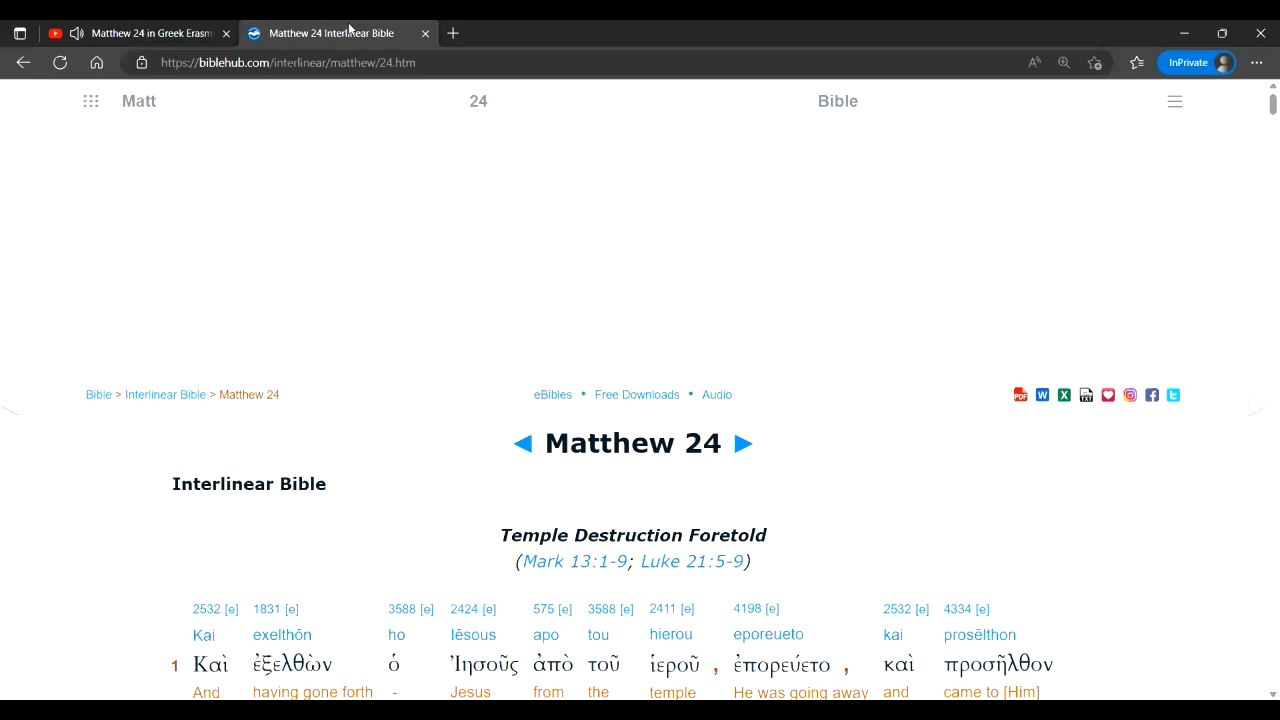 Matthew 24 in Greek Erasm
Matthew 24 Interlinear Bible
https://biblehub.com/interlinear/matthew/24.htm
InPrivate
Matt 24 Bible
Bible > Interlinear Bible > Matthew 24
eBibles • Free Downloads • Audio
PDF W X TXT
◄ Matthew 24 ►
Interlinear Bible
Temple Destruction Foretold
(Mark 13:1-9; Luke 21:5-9)
2532 [e] 1831 [e] 3588 [e] 2424 [e] 575 [e] 3588 [e] 2411 [e] 4198 [e] 2532 [e] 4334 [e]
Kai exelthōn ho Iēsous apo tou hierou eporeueto kai prosēlthon
1 Καὶ ἐξελθὼν ὁ Ἰησοῦς ἀπὸ τοῦ ἱεροῦ , ἐπορεύετο , καὶ προσῆλθον
And having gone forth - Jesus from the temple He was going away and came to [Him]